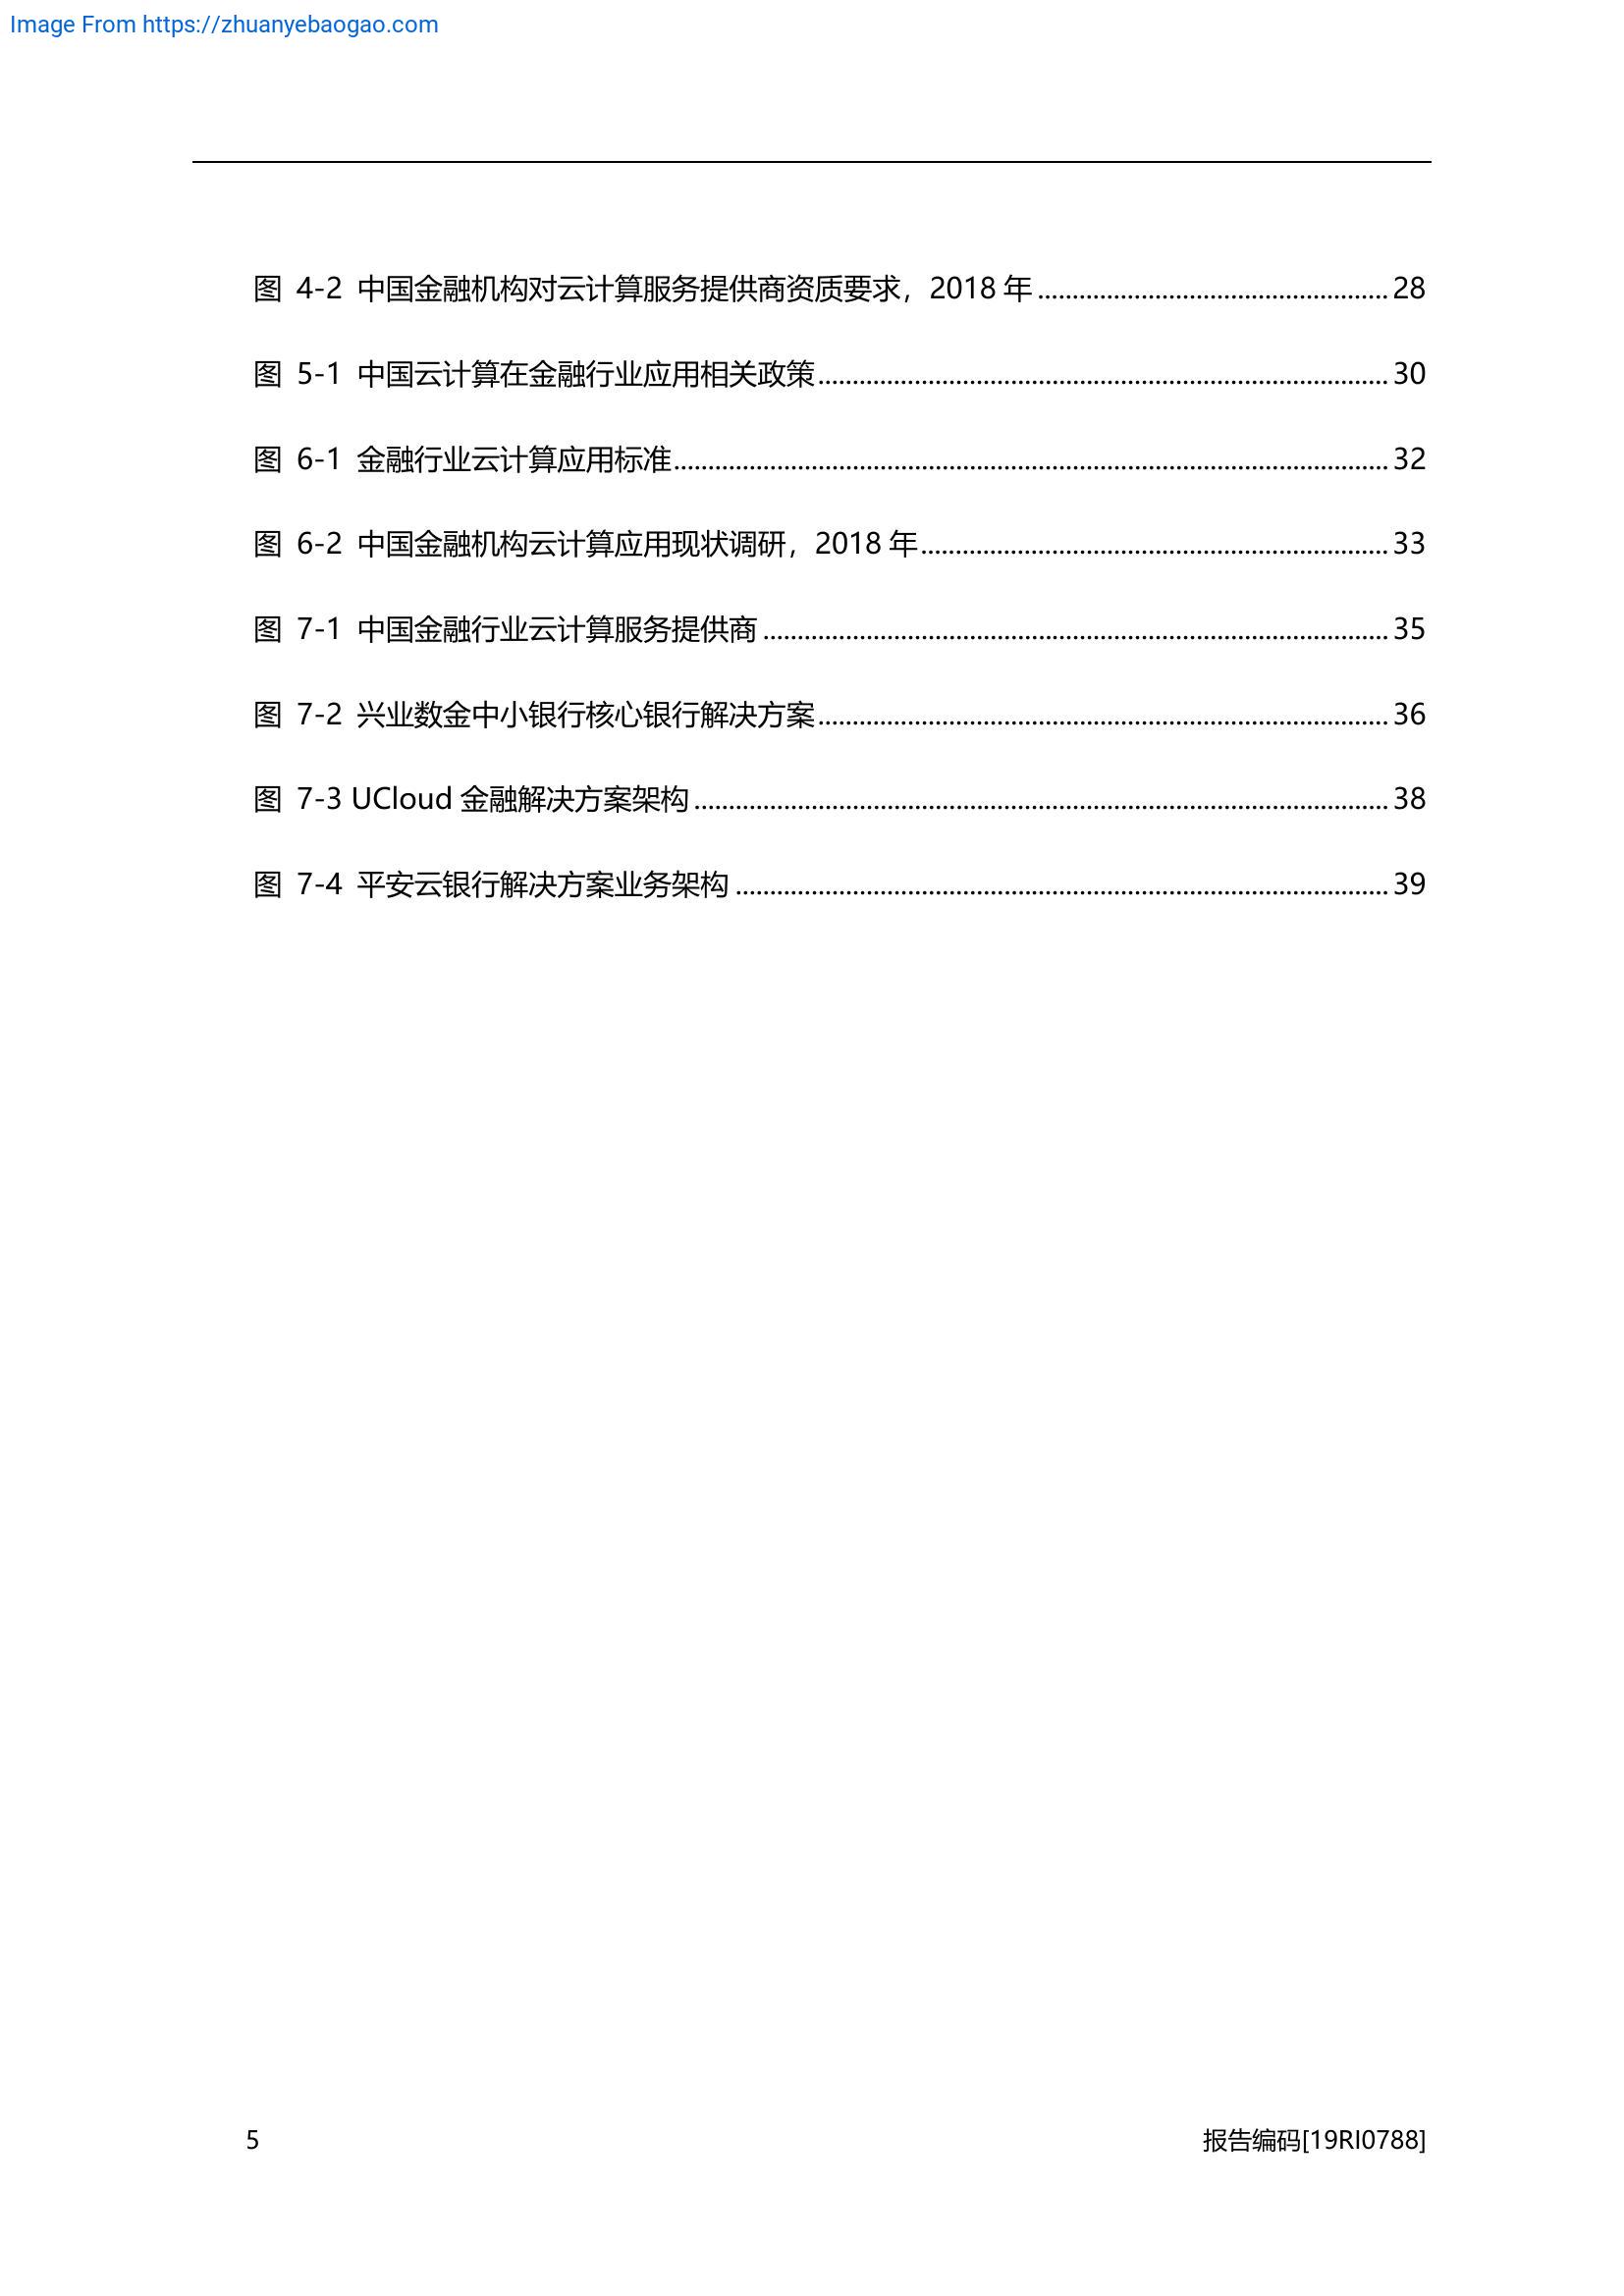 Image From https://zhuanyebaogao.com
图 4-2 中国金融机构对云计算服务提供商资质要求，2018 年 28
图 5-1 中国云计算在金融行业应用相关政策 30
图 6-1 金融行业云计算应用标准 32
图 6-2 中国金融机构云计算应用现状调研，2018 年 33
图 7-1 中国金融行业云计算服务提供商 35
图 7-2 兴业数金中小银行核心银行解决方案 36
图 7-3 UCloud 金融解决方案架构 38
图 7-4 平安云银行解决方案业务架构 39
5 报告编码[19RI0788]